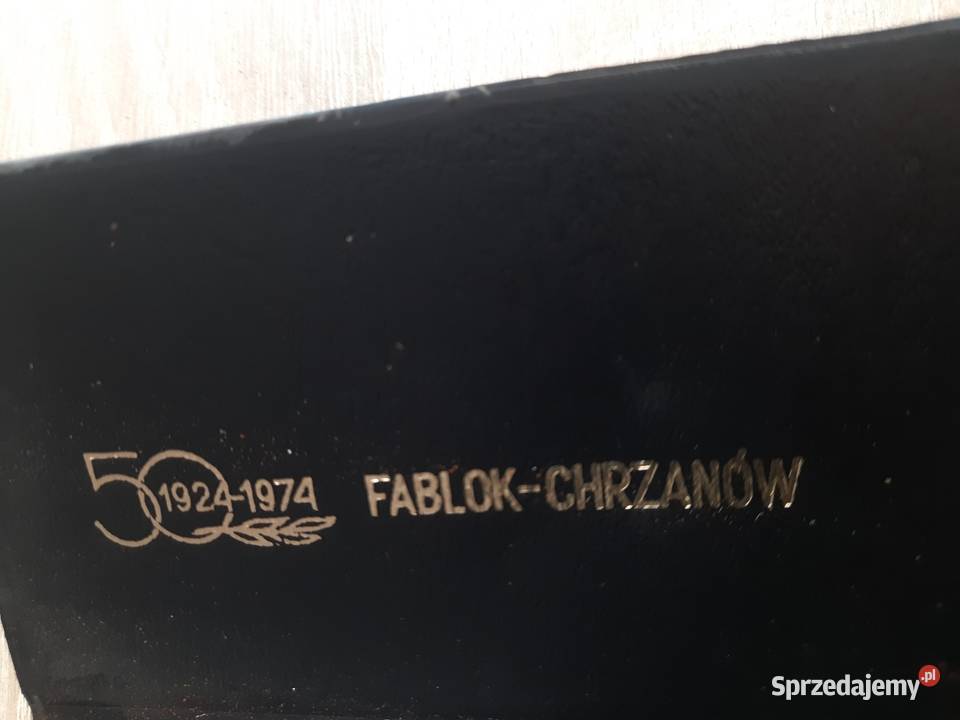 50 1924-1974 FABLOK-CHRZANÓW
Sprzedajemy.pl